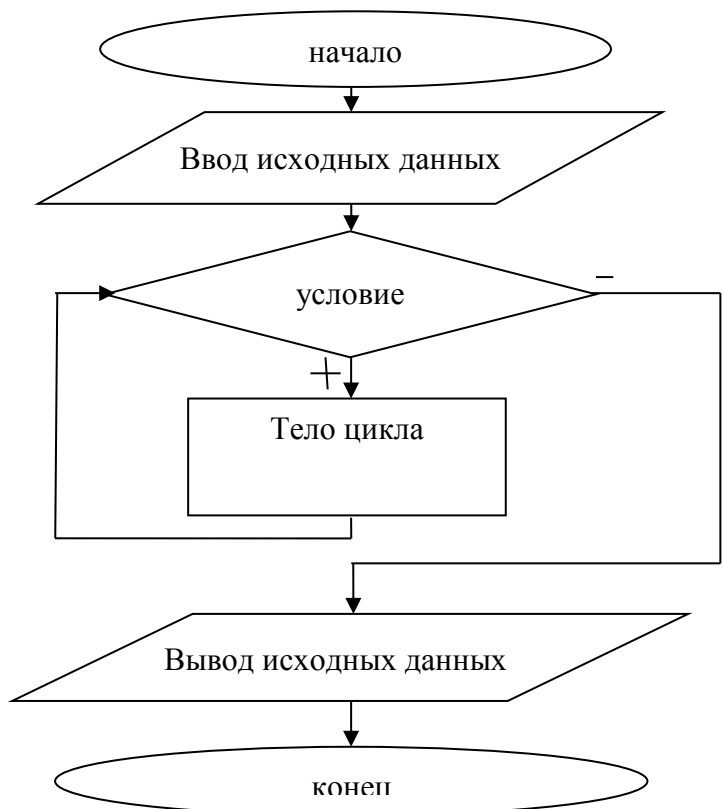 начало
Ввод исходных данных
−
условие
+
Тело цикла
Вывод исходных данных
конец